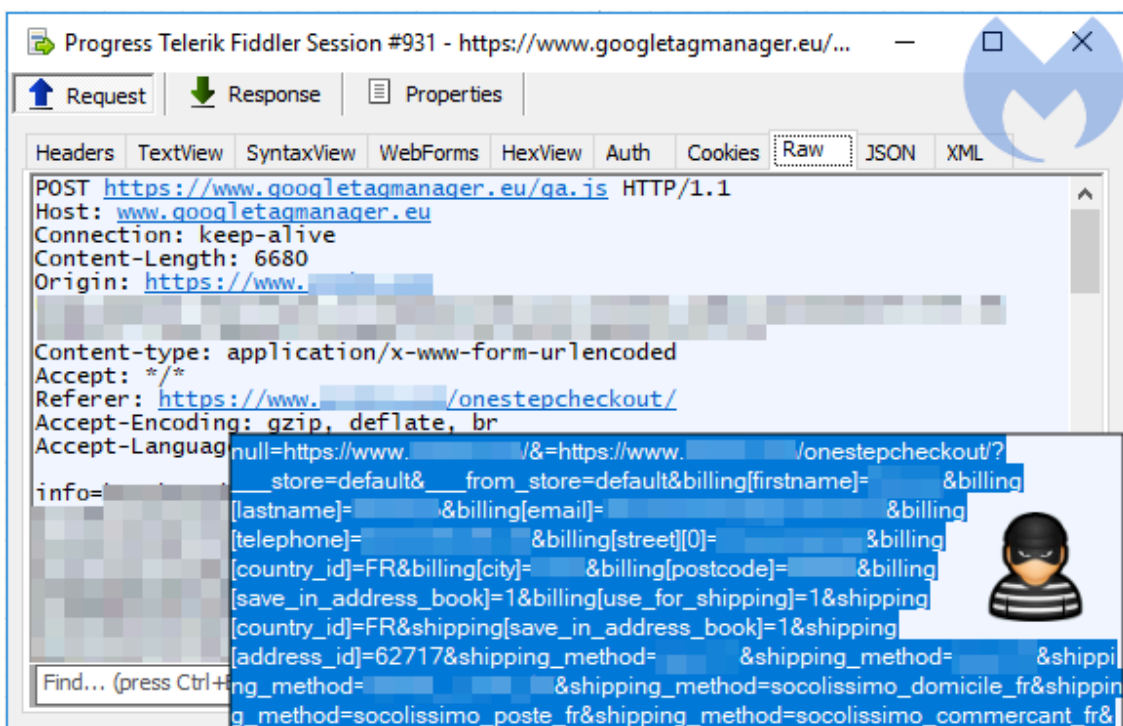 Progress Telerik Fiddler Session #931 - https://www.googletagmanager.eu/...
Request Response Properties
Headers TextView SyntaxView WebForms HexView Auth Cookies Raw JSON XML
POST https://www.googletagmanager.eu/ga.js HTTP/1.1
Host: www.googletagmanager.eu
Connection: keep-alive
Content-Length: 6680
Origin: https://www.
Content-type: application/x-www-form-urlencoded
Accept: */*
Referer: https://www. /onestepcheckout/
Accept-Encoding: gzip, deflate, br
Accept-Languag
info=
null=https://www. /&=https://www. /onestepcheckout/?
___store=default&___from_store=default&billing[firstname]= &billing
[lastname]= &billing[email]= &billing
[telephone]= &billing[street][0]= &billing
[country_id]=FR&billing[city]= &billing[postcode]= &billing
[save_in_address_book]=1&billing[use_for_shipping]=1&shipping
[country_id]=FR&shipping[save_in_address_book]=1&shipping
[address_id]=62717&shipping_method= &shipping_method= &shippi
ng_method= &shipping_method=socolissimo_domicile_fr&shippin
g_method=socolissimo_poste_fr&shipping_method=socolissimo_commercant_fr&
Find... (press Ctrl+